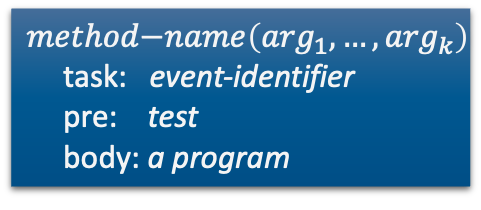 method−name(arg₁, …, argₖ)
task: event-identifier
pre: test
body: a program